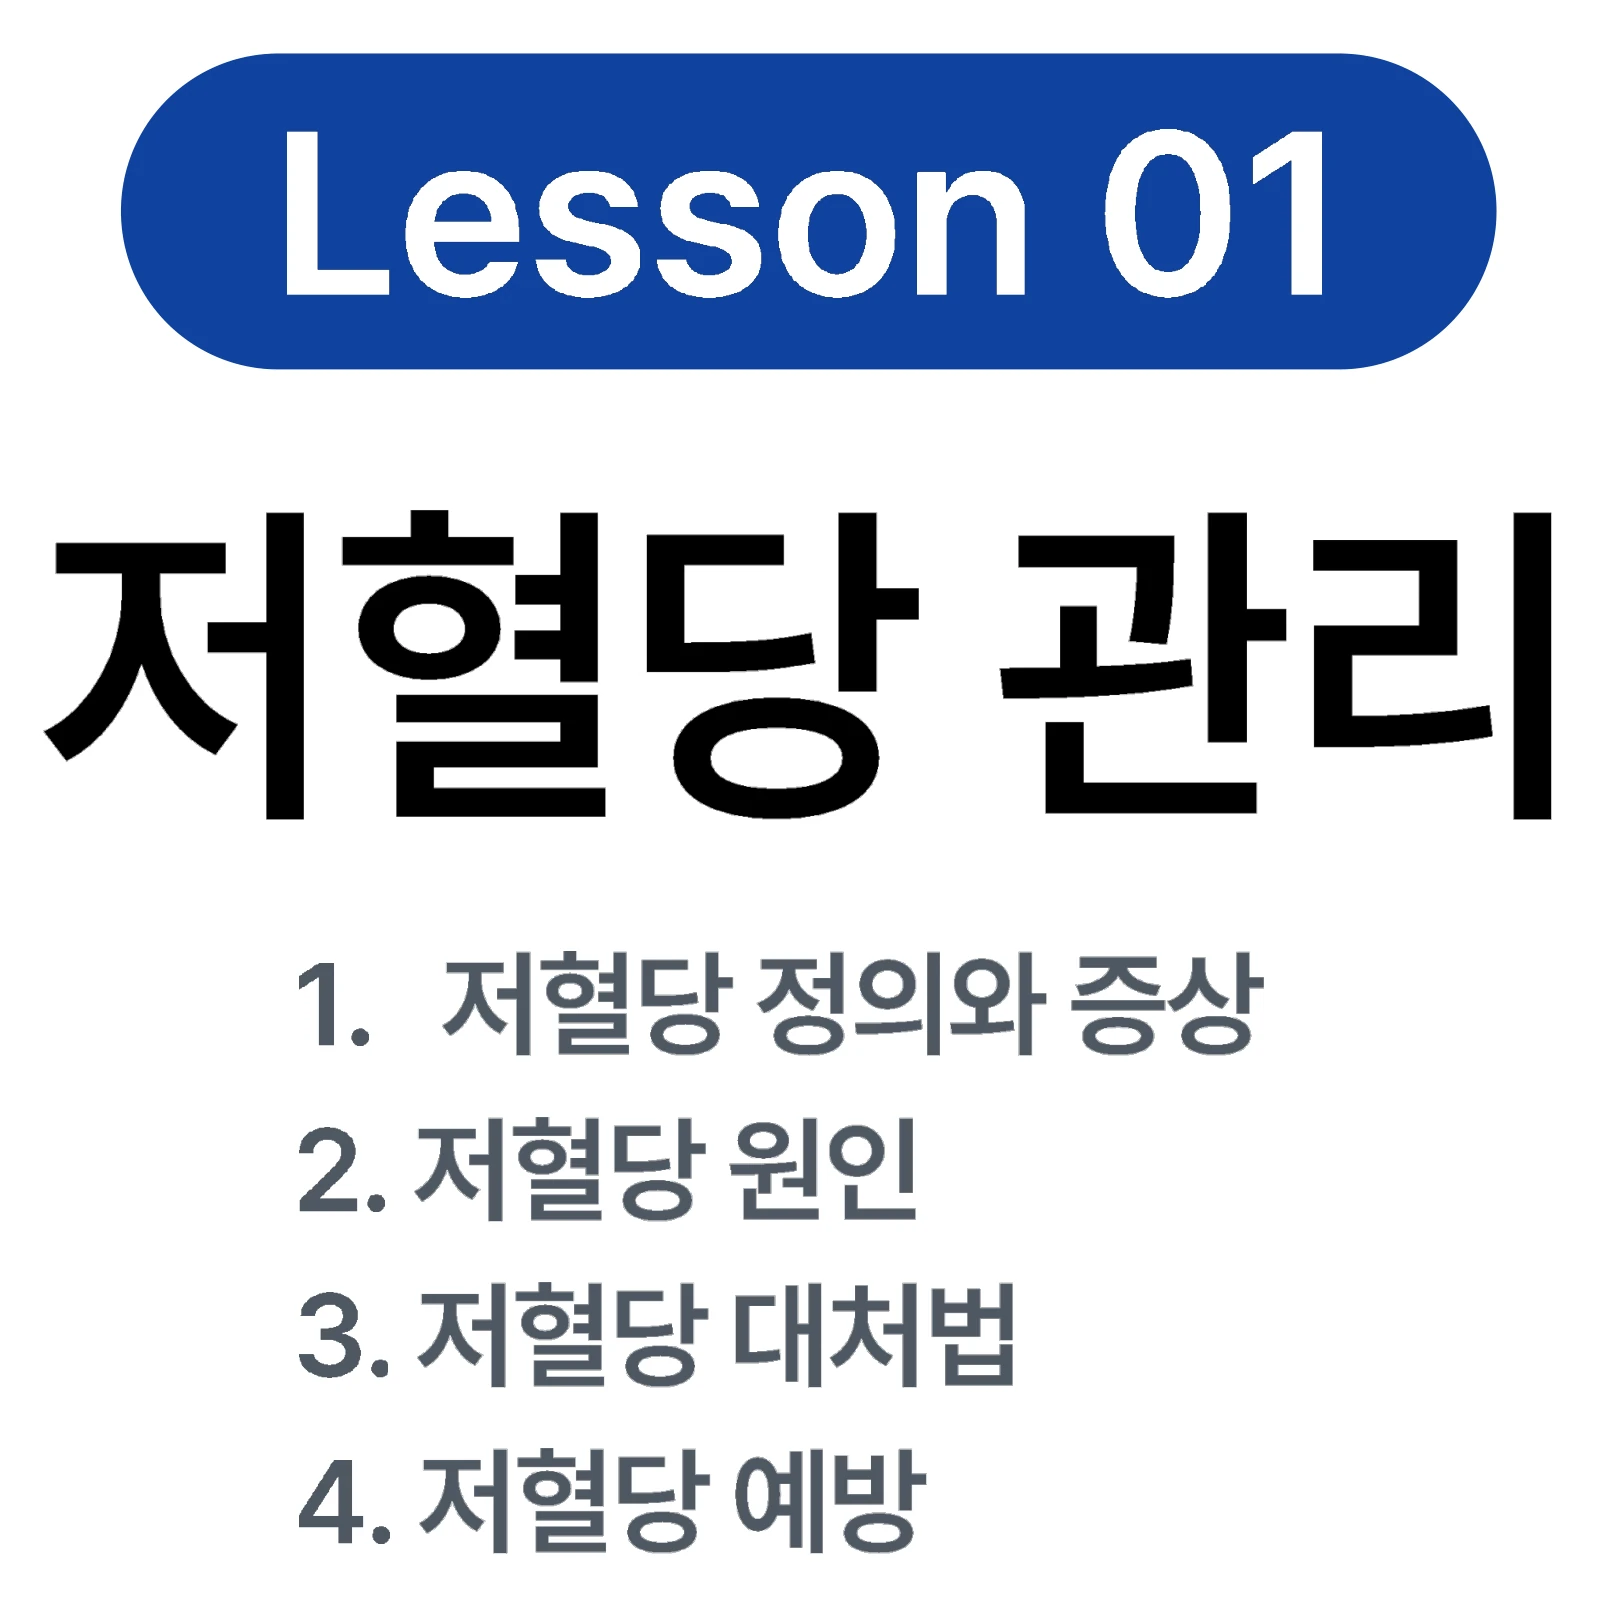 Lesson 01
저혈당 관리
1. 저혈당 정의와 증상
2. 저혈당 원인
3. 저혈당 대처법
4. 저혈당 예방